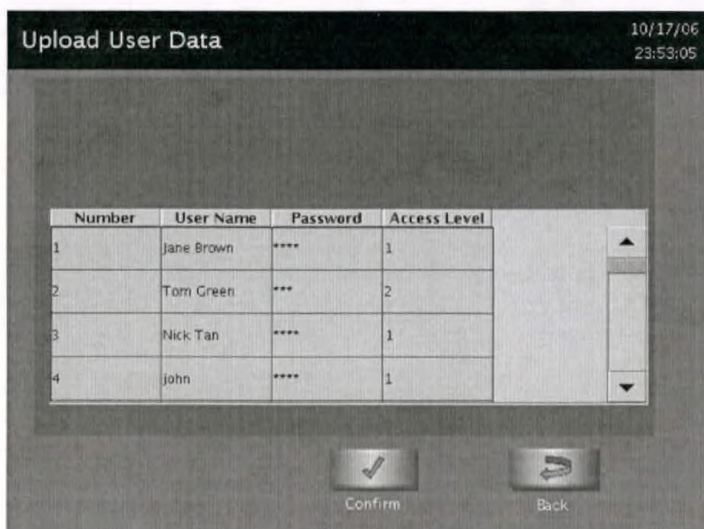 Upload User Data
10/17/06
23:53:05
Number User Name Password Access Level
1 Jane Brown **** 1
2 Tom Green *** 2
3 Nick Tan **** 1
4 john **** 1
Confirm Back